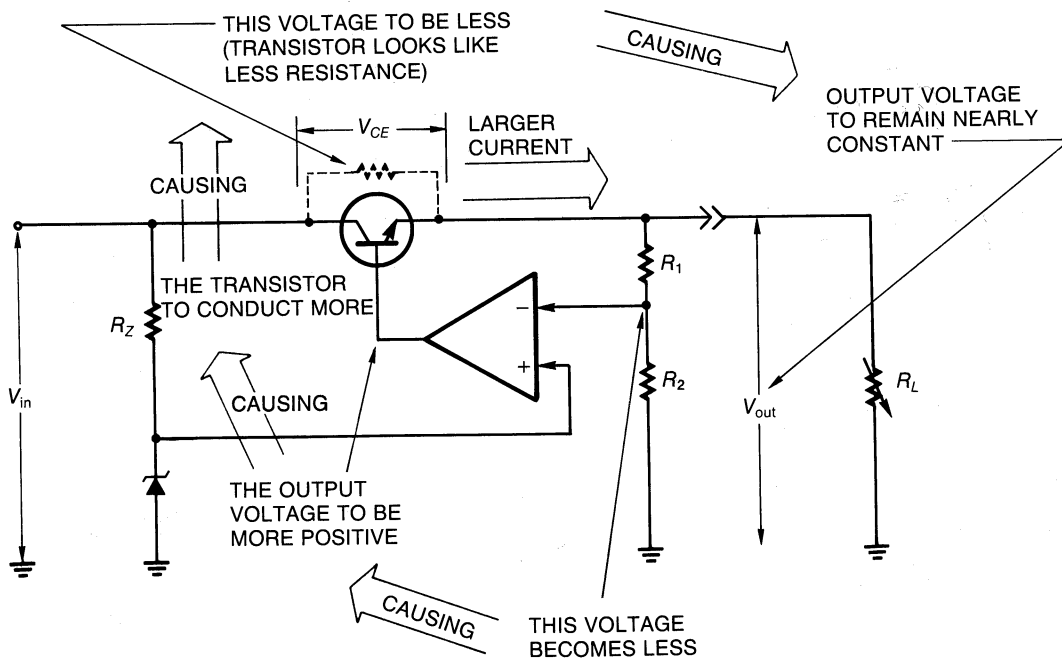 THIS VOLTAGE TO BE LESS
(TRANSISTOR LOOKS LIKE
LESS RESISTANCE)
CAUSING
OUTPUT VOLTAGE
TO REMAIN NEARLY
CONSTANT
V_CE
LARGER
CURRENT
CAUSING
THE TRANSISTOR
TO CONDUCT MORE
R_Z
R_1
−
+
R_2
V_in
CAUSING
V_out
R_L
THE OUTPUT
VOLTAGE TO BE
MORE POSITIVE
CAUSING
THIS VOLTAGE
BECOMES LESS